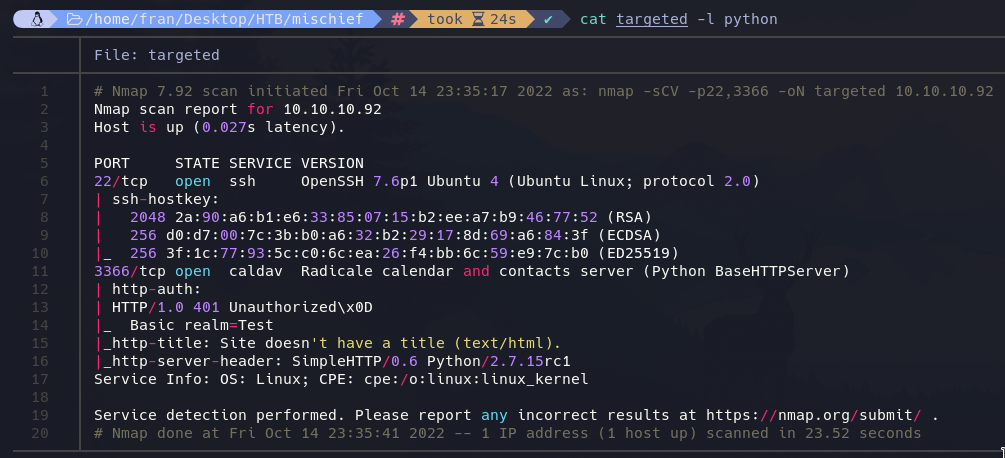 /home/fran/Desktop/HTB/mischief # took 24s ✔ cat targeted -l python
File: targeted
1 # Nmap 7.92 scan initiated Fri Oct 14 23:35:17 2022 as: nmap -sCV -p22,3366 -oN targeted 10.10.10.92
2 Nmap scan report for 10.10.10.92
3 Host is up (0.027s latency).
4
5 PORT     STATE SERVICE VERSION
6 22/tcp   open  ssh     OpenSSH 7.6p1 Ubuntu 4 (Ubuntu Linux; protocol 2.0)
7 | ssh-hostkey:
8 |   2048 2a:90:a6:b1:e6:33:85:07:15:b2:ee:a7:b9:46:77:52 (RSA)
9 |   256 d0:d7:00:7c:3b:b0:a6:32:b2:29:17:8d:69:a6:84:3f (ECDSA)
10 |_  256 3f:1c:77:93:5c:c0:6c:ea:26:f4:bb:6c:59:e9:7c:b0 (ED25519)
11 3366/tcp open  caldav  Radicale calendar and contacts server (Python BaseHTTPServer)
12 | http-auth:
13 | HTTP/1.0 401 Unauthorized\x0D
14 |_  Basic realm=Test
15 |_http-title: Site doesn't have a title (text/html).
16 |_http-server-header: SimpleHTTP/0.6 Python/2.7.15rc1
17 Service Info: OS: Linux; CPE: cpe:/o:linux:linux_kernel
18
19 Service detection performed. Please report any incorrect results at https://nmap.org/submit/ .
20 # Nmap done at Fri Oct 14 23:35:41 2022 -- 1 IP address (1 host up) scanned in 23.52 seconds